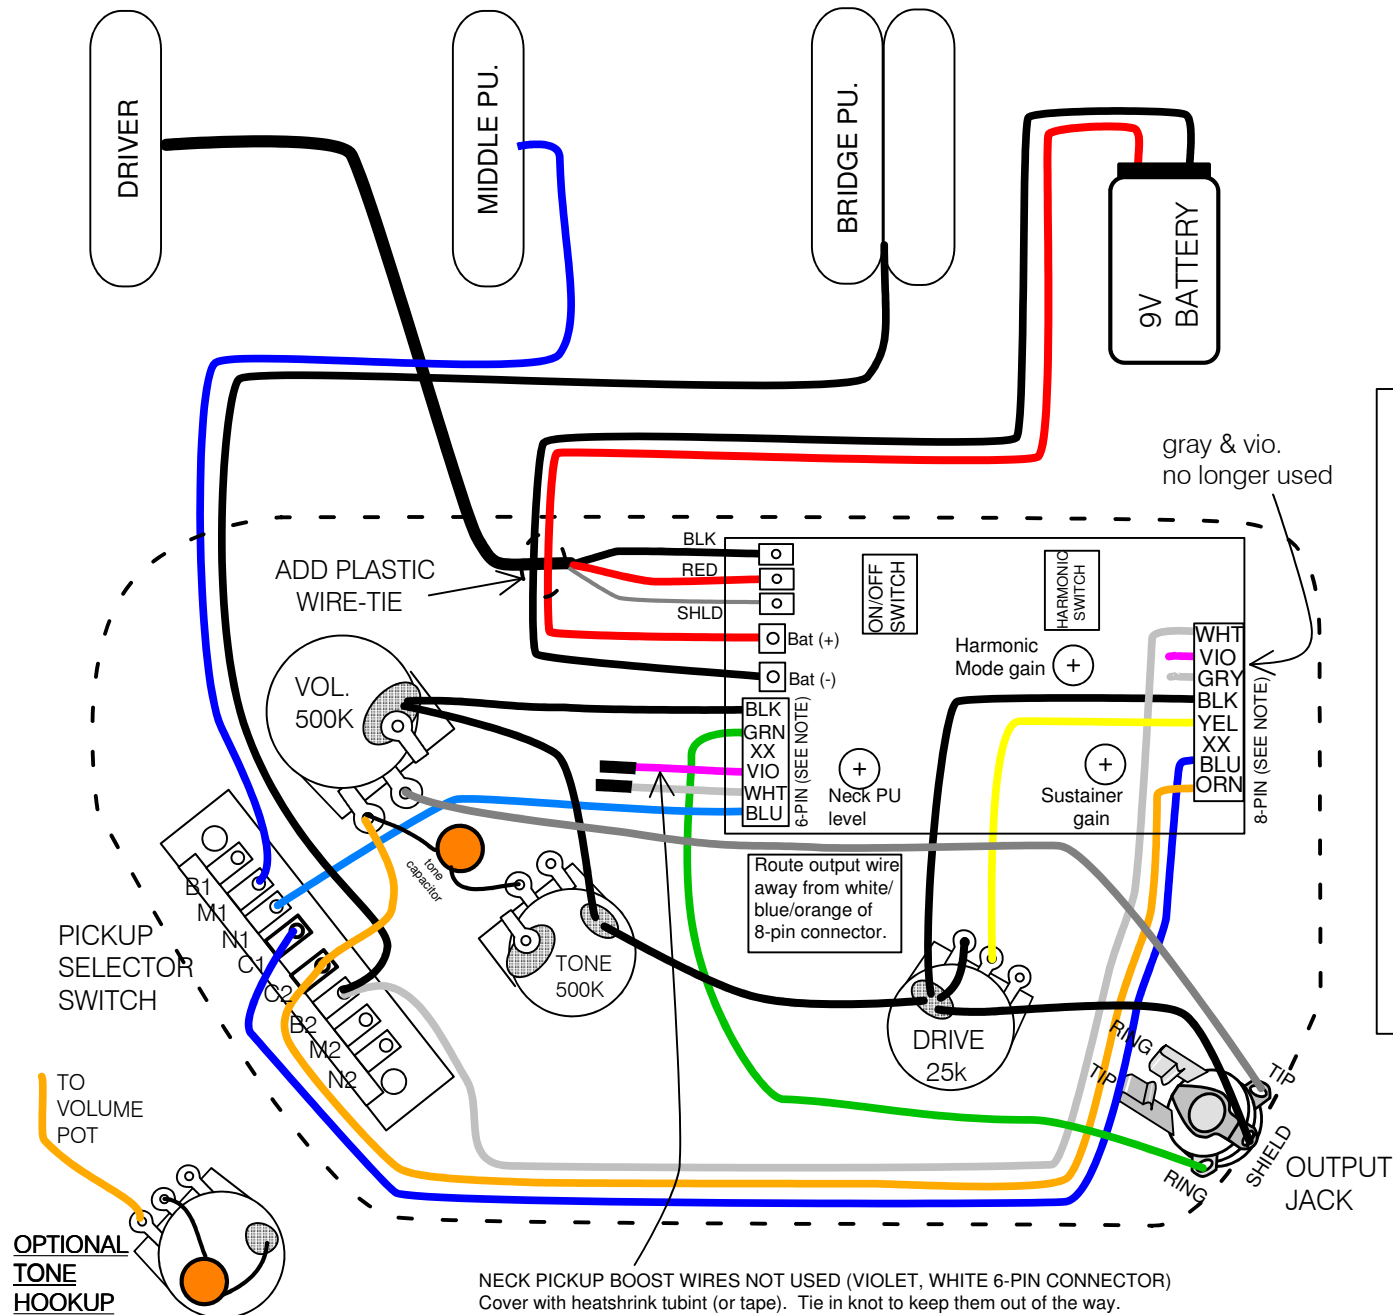 DRIVER
MIDDLE PU.
BRIDGE PU.
9V
BATTERY
gray & vio.
no longer used
ADD PLASTIC
WIRE-TIE
BLK
RED
SHLD
Bat (+)
Bat (-)
ON/OFF
SWITCH
HARMONIC
SWITCH
Harmonic
Mode gain
WHT
VIO
GRY
BLK
YEL
XX
BLU
ORN
8-PIN (SEE NOTE)
VOL.
500K
BLK
GRN
XX
VIO
WHT
BLU
6-PIN (SEE NOTE)
Neck PU
level
Sustainer
gain
tone
capacitor
Route output wire
away from white/
blue/orange of
8-pin connector.
B1
M1
N1
C1
C2
B2
M2
N2
PICKUP
SELECTOR
SWITCH
TONE
500K
DRIVE
25k
RING
TIP
TIP
SHIELD
RING
OUTPUT
JACK
TO
VOLUME
POT
OPTIONAL
TONE
HOOKUP
NECK PICKUP BOOST WIRES NOT USED (VIOLET, WHITE 6-PIN CONNECTOR)
Cover with heatshrink tubint (or tape). Tie in knot to keep them out of the way.